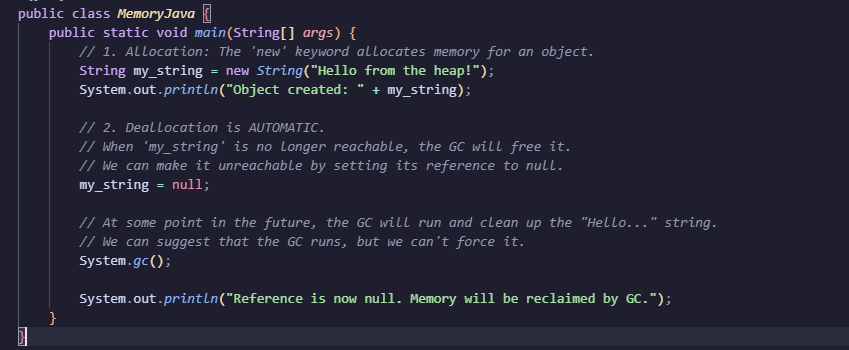 public class MemoryJava {
    public static void main(String[] args) {
        // 1. Allocation: The 'new' keyword allocates memory for an object.
        String my_string = new String("Hello from the heap!");
        System.out.println("Object created: " + my_string);

        // 2. Deallocation is AUTOMATIC.
        // When 'my_string' is no longer reachable, the GC will free it.
        // We can make it unreachable by setting its reference to null.
        my_string = null;

        // At some point in the future, the GC will run and clean up the "Hello..." string.
        // We can suggest that the GC runs, but we can't force it.
        System.gc();

        System.out.println("Reference is now null. Memory will be reclaimed by GC.");
    }
}